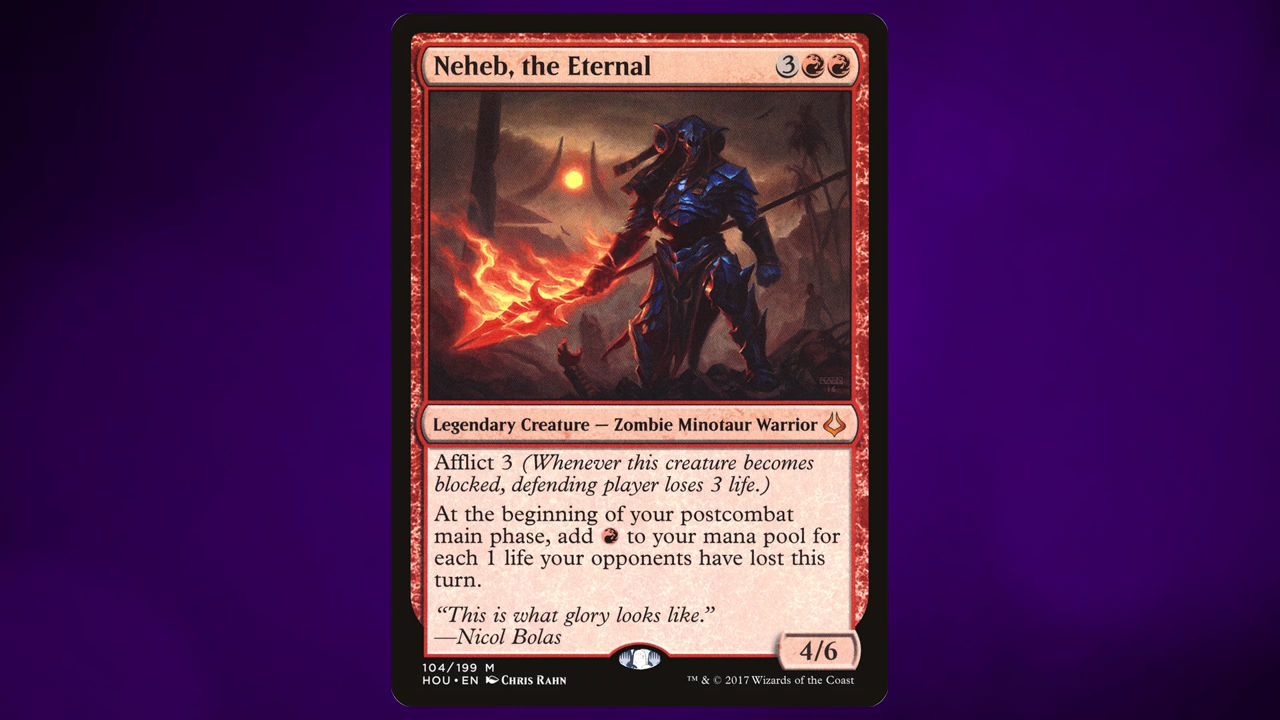 Neheb, the Eternal 3
Legendary Creature — Zombie Minotaur Warrior
Afflict 3 (Whenever this creature becomes
blocked, defending player loses 3 life.)
At the beginning of your postcombat
main phase, add to your mana pool for
each 1 life your opponents have lost this
turn.
“This is what glory looks like.”
—Nicol Bolas
4/6
104/199 M
HOU • EN Chris Rahn ™ & © 2017 Wizards of the Coast